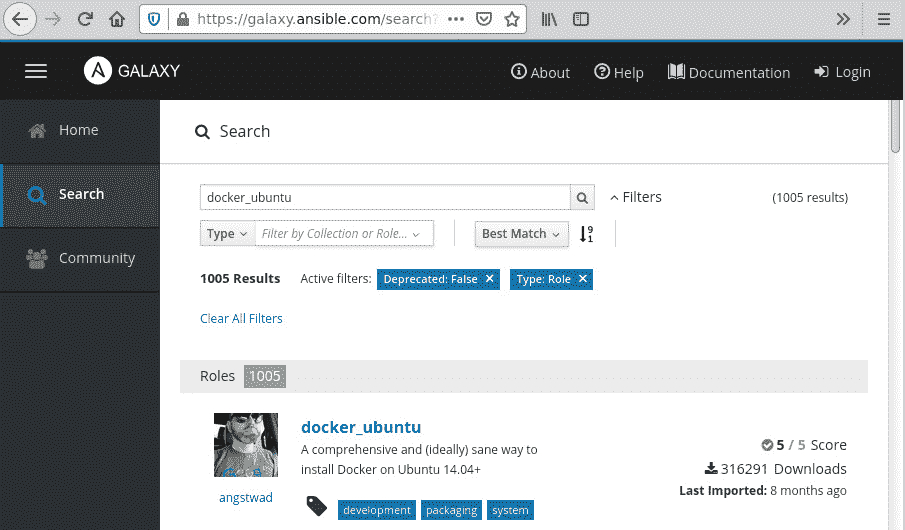 https://galaxy.ansible.com/search?
A GALAXY
About Help Documentation Login
Home
Search
Community
Search
docker_ubuntu
Filters
(1005 results)
Type Filter by Collection or Role...
Best Match
9
1
1005 Results Active filters: Deprecated: False × Type: Role ×
Clear All Filters
Roles 1005
docker_ubuntu
A comprehensive and (ideally) sane way to
install Docker on Ubuntu 14.04+
angstwad
development packaging system
5 / 5 Score
316291 Downloads
Last Imported: 8 months ago